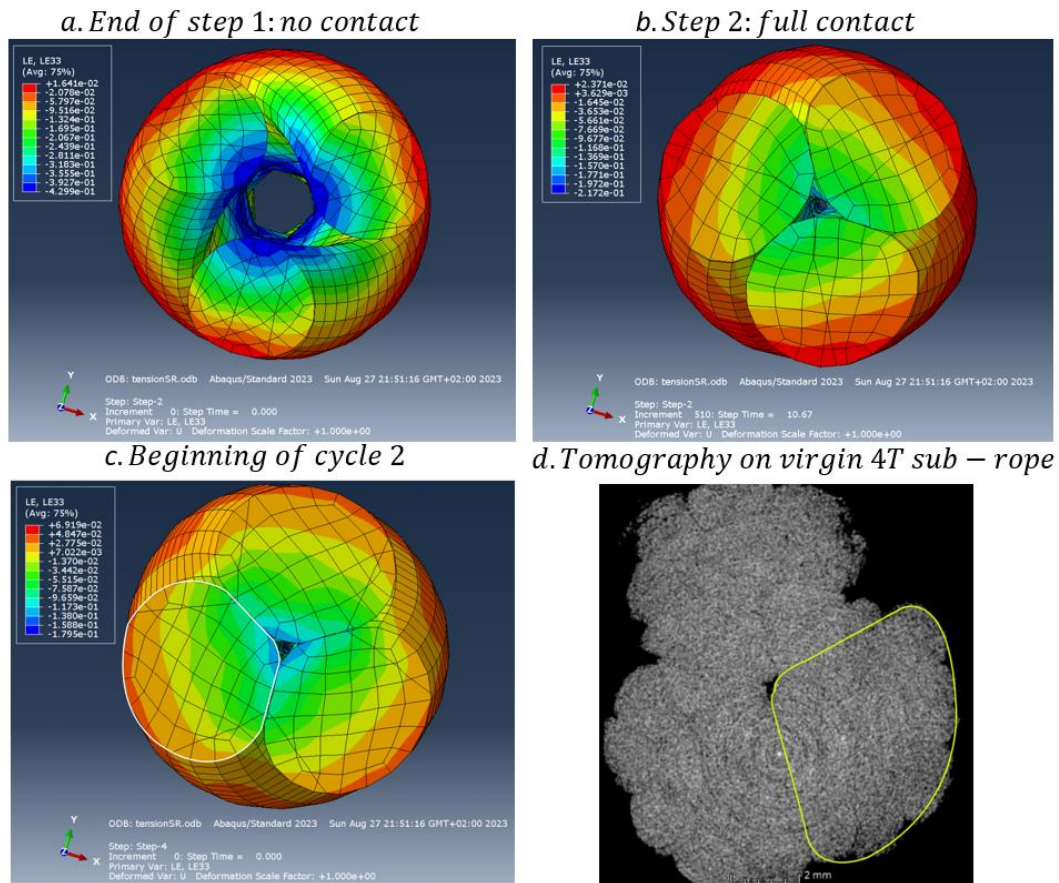 a. End of step 1: no contact
b. Step 2: full contact
LE, LE33
(Avg: 75%)
+1.641e-02
-2.078e-02
-5.797e-02
-9.516e-02
-1.324e-01
-1.695e-01
-2.067e-01
-2.439e-01
-2.811e-01
-3.183e-01
-3.555e-01
-3.927e-01
-4.299e-01
Y
X
Z
ODB: tensionSR.odb Abaqus/Standard 2023 Sun Aug 27 21:51:16 GMT+02:00 2023
Step: Step-2
Increment 0: Step Time = 0.000
Primary Var: LE, LE33
Deformed Var: U Deformation Scale Factor: +1.000e+00
LE, LE33
(Avg: 75%)
+2.371e-02
+3.629e-03
-1.645e-02
-3.653e-02
-5.661e-02
-7.669e-02
-9.677e-02
-1.168e-01
-1.369e-01
-1.570e-01
-1.771e-01
-1.972e-01
-2.172e-01
Y
X
Z
ODB: tensionSR.odb Abaqus/Standard 2023 Sun Aug 27 21:51:16 GMT+02:00 2023
Step: Step-2
Increment 510: Step Time = 10.67
Primary Var: LE, LE33
Deformed Var: U Deformation Scale Factor: +1.000e+00
c. Beginning of cycle 2
d. Tomography on virgin 4T sub − rope
LE, LE33
(Avg: 75%)
+6.919e-02
+4.847e-02
+2.775e-02
+7.022e-03
-1.370e-02
-3.442e-02
-5.515e-02
-7.587e-02
-9.659e-02
-1.173e-01
-1.380e-01
-1.588e-01
-1.795e-01
Y
X
Z
ODB: tensionSR.odb Abaqus/Standard 2023 Sun Aug 27 21:51:16 GMT+02:00 2023
Step: Step-4
Increment 0: Step Time = 0.000
Primary Var: LE, LE33
Deformed Var: U Deformation Scale Factor: +1.000e+00
2 mm